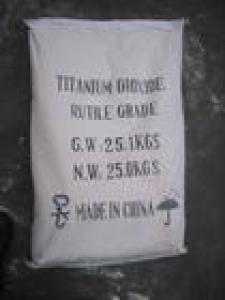 TITANIUM DIOXIDE
RUTILE GRADE
G.W: 25.1KGS
N.W. 25.0KGS
MADE IN CHINA